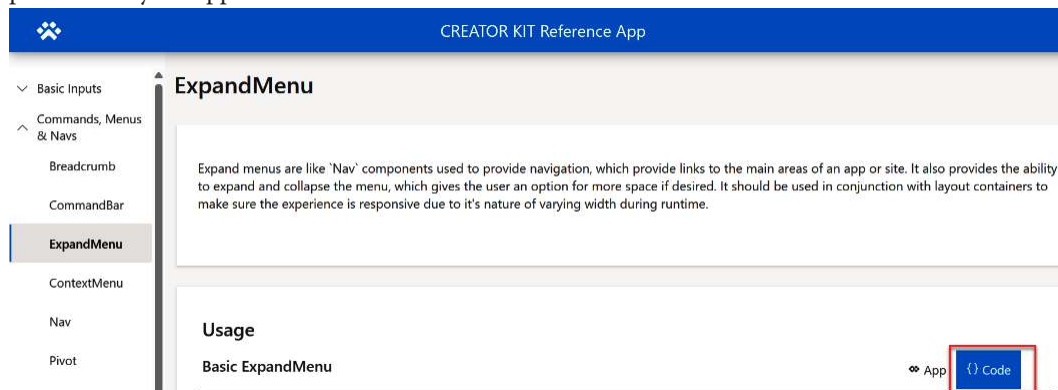 CREATOR KIT Reference App
Basic Inputs
Commands, Menus
& Navs
Breadcrumb
CommandBar
ExpandMenu
ContextMenu
Nav
Pivot
ExpandMenu
Expand menus are like `Nav` components used to provide navigation, which provide links to the main areas of an app or site. It also provides the ability
to expand and collapse the menu, which gives the user an option for more space if desired. It should be used in conjunction with layout containers to
make sure the experience is responsive due to it's nature of varying width during runtime.
Usage
Basic ExpandMenu
App
{} Code